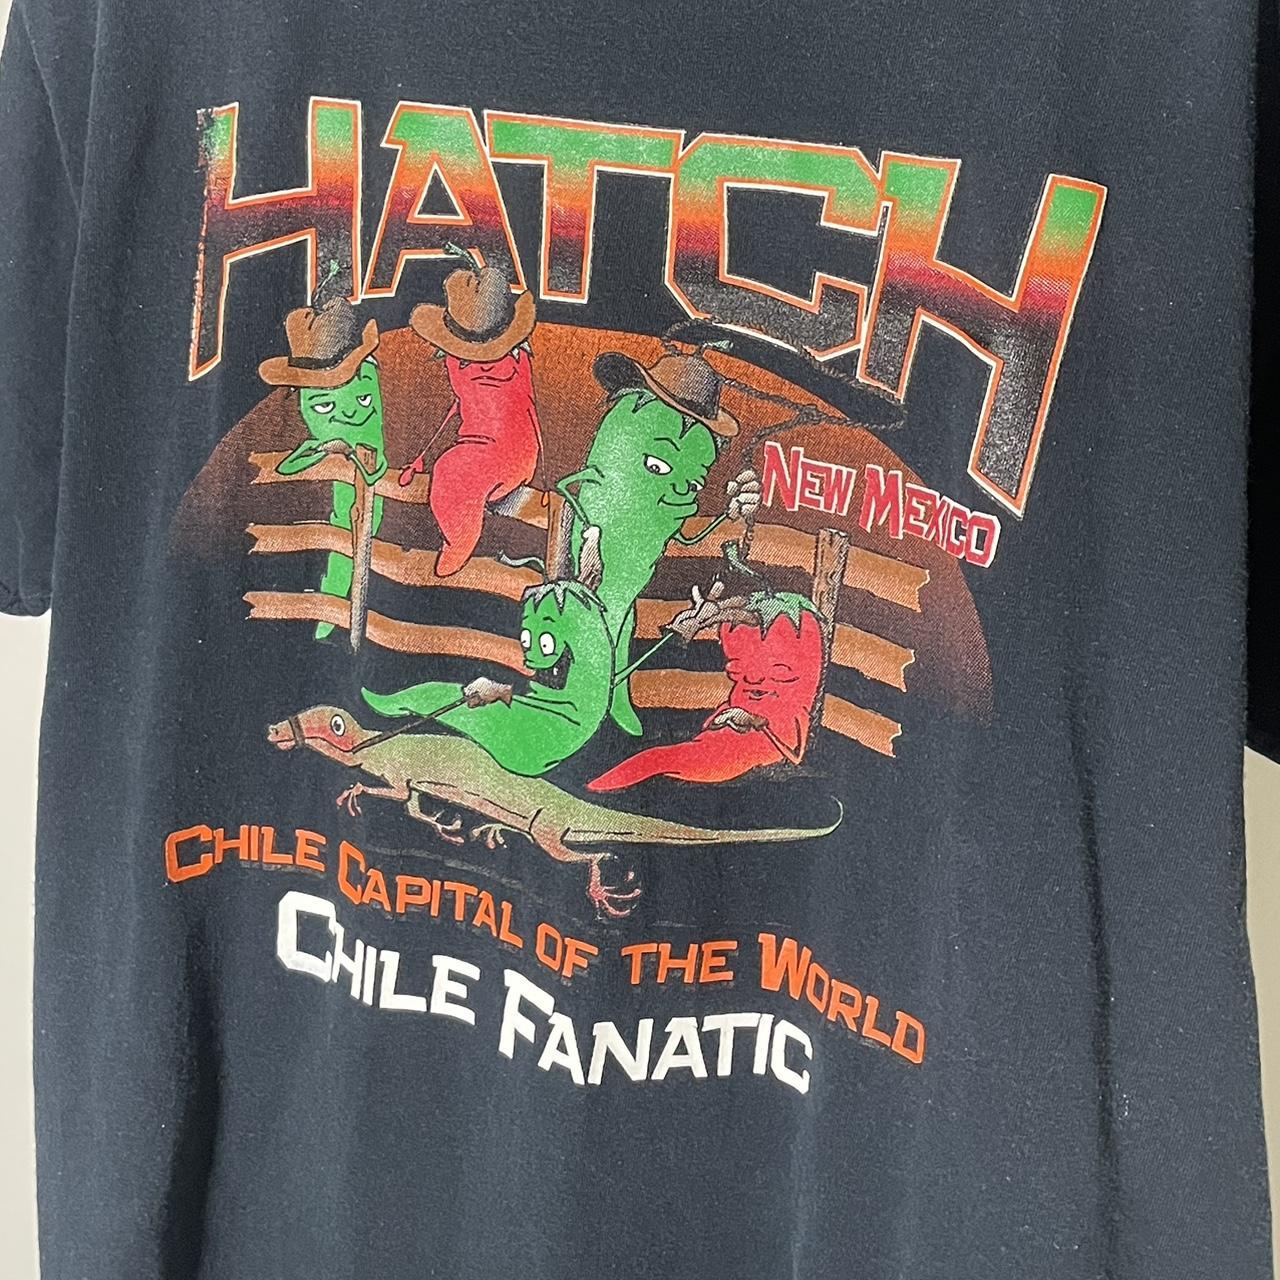 HATCH
NEW MEXICO
CHILE CAPITAL OF THE WORLD
CHILE FANATIC